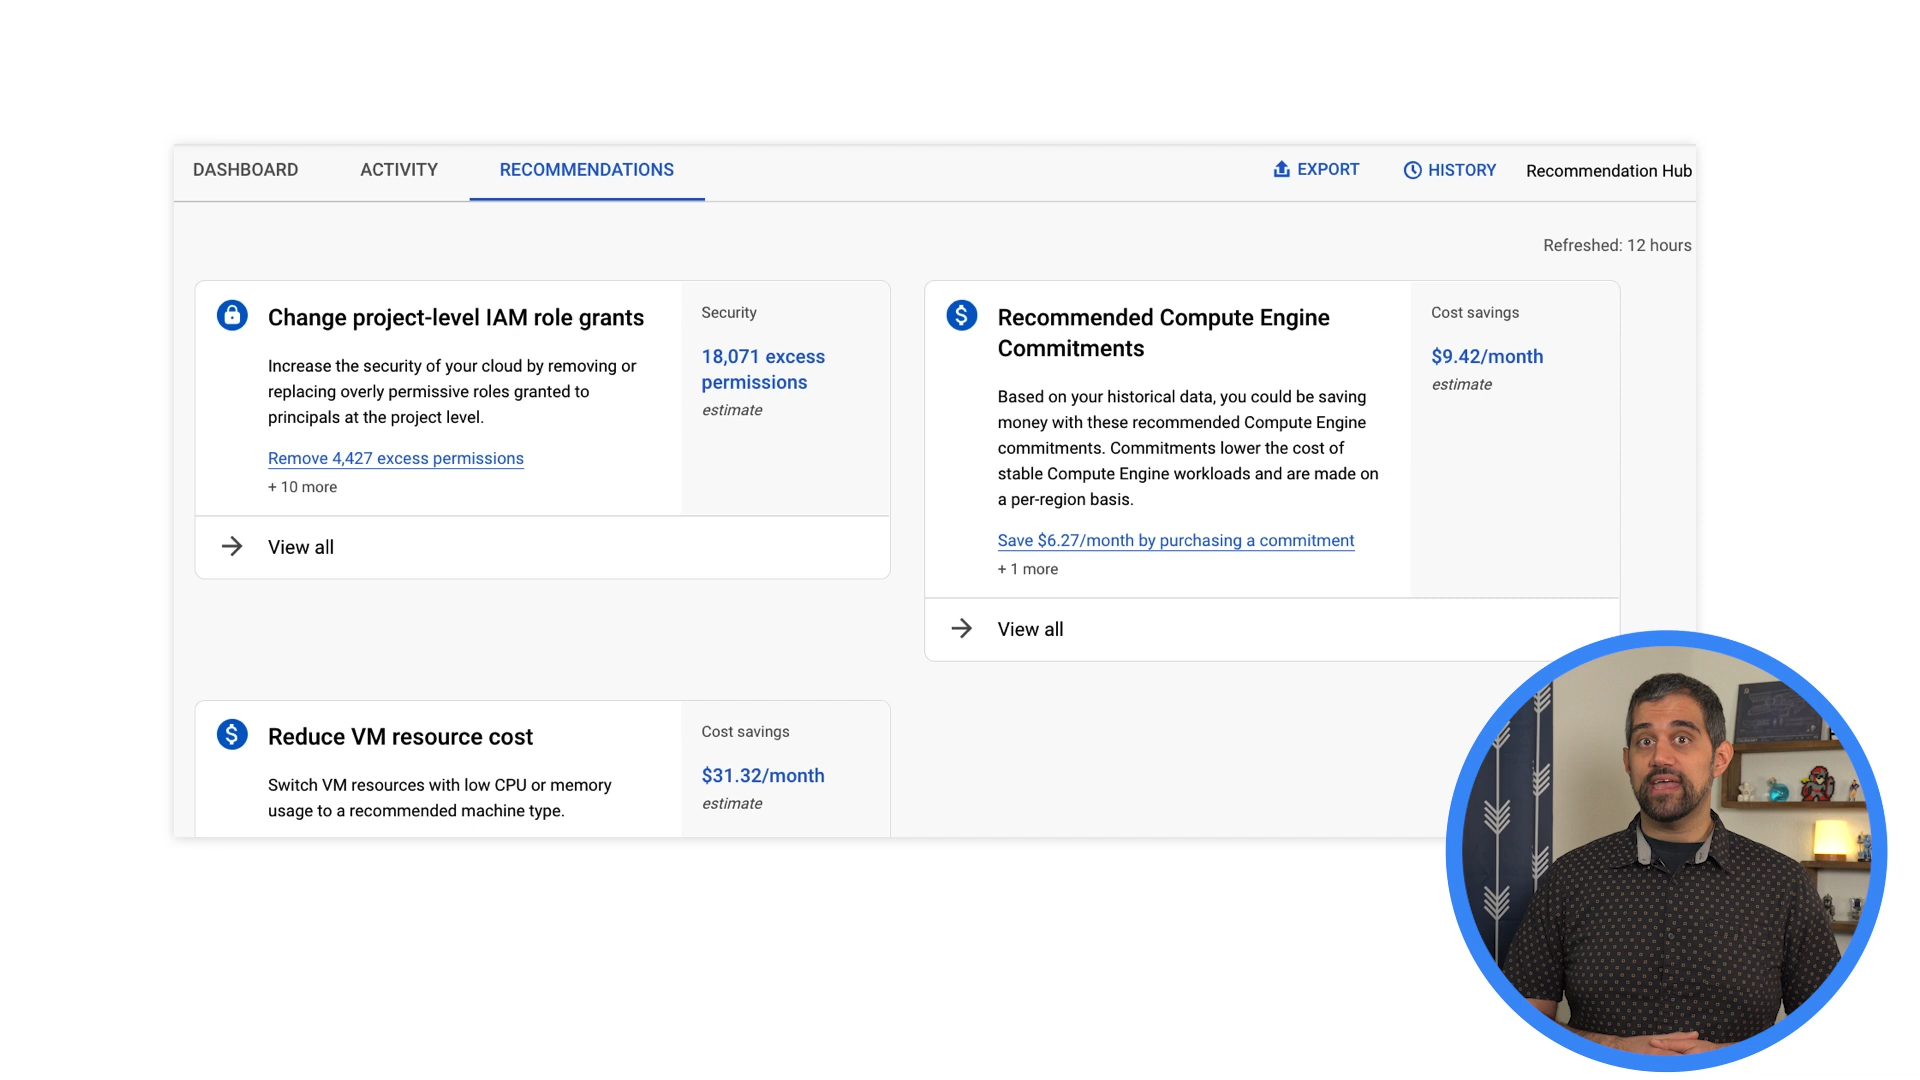 DASHBOARD
ACTIVITY
RECOMMENDATIONS
EXPORT
HISTORY
Recommendation Hub
Refreshed: 12 hours
Change project-level IAM role grants
Increase the security of your cloud by removing or
replacing overly permissive roles granted to
principals at the project level.
Remove 4,427 excess permissions
+ 10 more
Security
18,071 excess
permissions
estimate
View all
Recommended Compute Engine
Commitments
Based on your historical data, you could be saving
money with these recommended Compute Engine
commitments. Commitments lower the cost of
stable Compute Engine workloads and are made on
a per-region basis.
Save $6.27/month by purchasing a commitment
+ 1 more
Cost savings
$9.42/month
estimate
View all
Reduce VM resource cost
Switch VM resources with low CPU or memory
usage to a recommended machine type.
Cost savings
$31.32/month
estimate